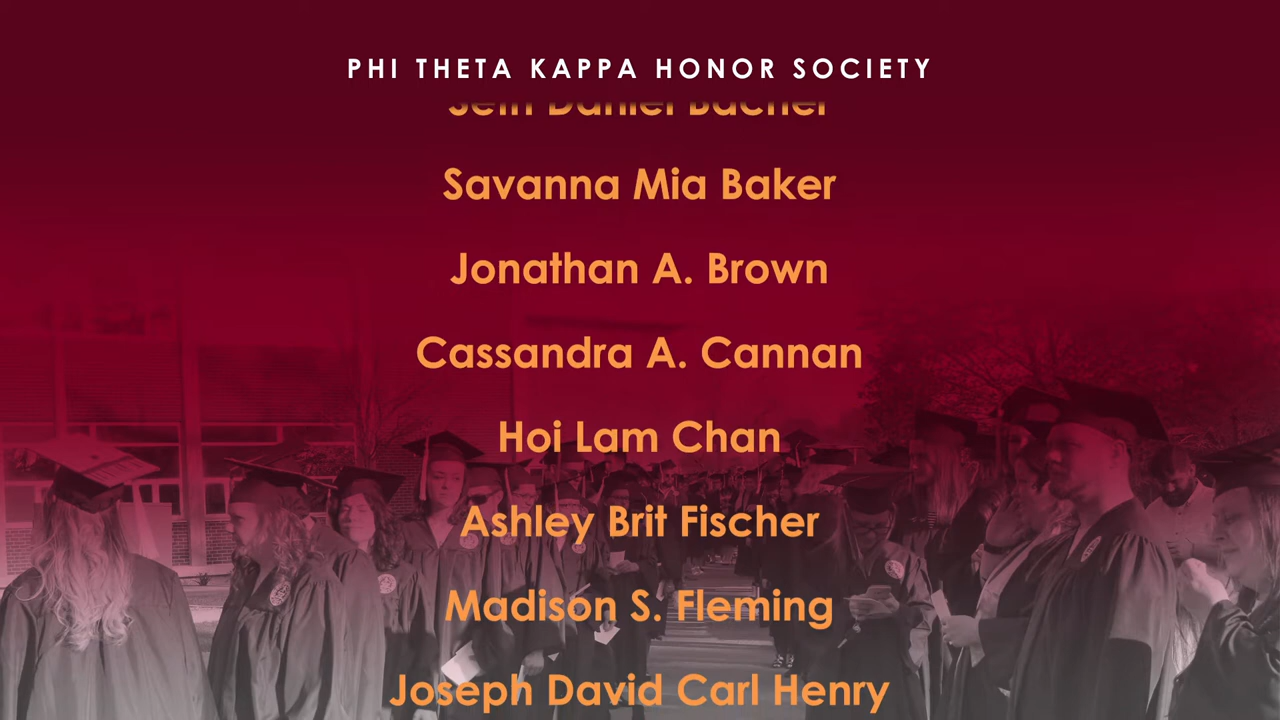 PHI THETA KAPPA HONOR SOCIETY
Daniel
Savanna Mia Baker
Jonathan A. Brown
Cassandra A. Cannan
Hoi Lam Chan
Ashley Brit Fischer
Madison S. Fleming
Joseph David Carl Henry